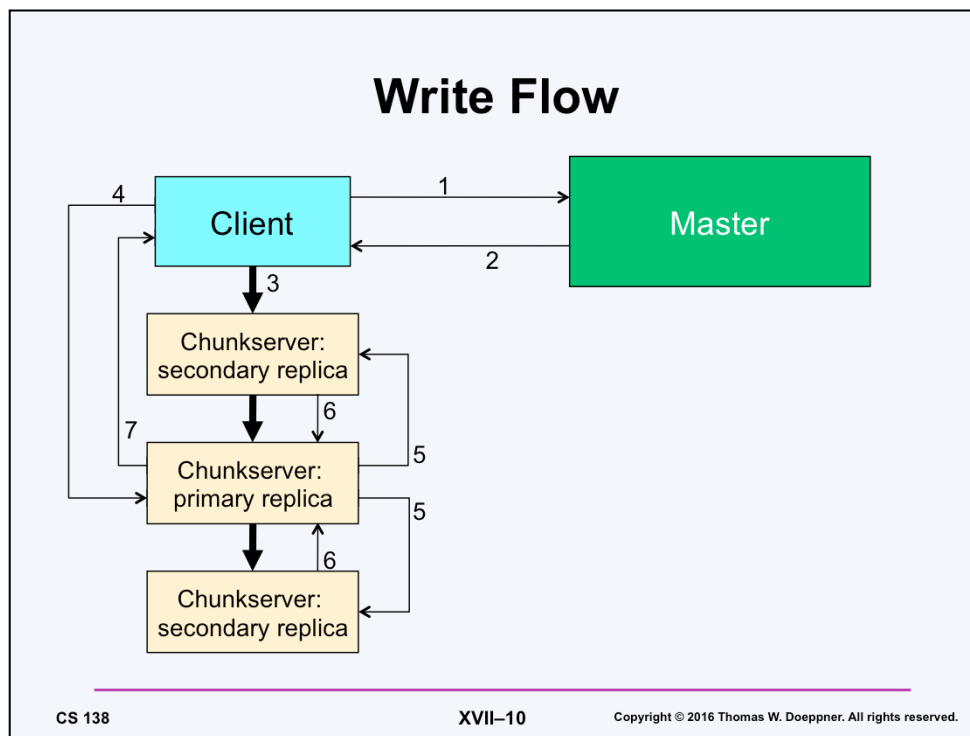 Write Flow
4
1
Client
Master
2
3
Chunkserver:
secondary replica
6
7
5
Chunkserver:
primary replica
5
6
Chunkserver:
secondary replica
CS 138
XVII–10
Copyright © 2016 Thomas W. Doeppner. All rights reserved.